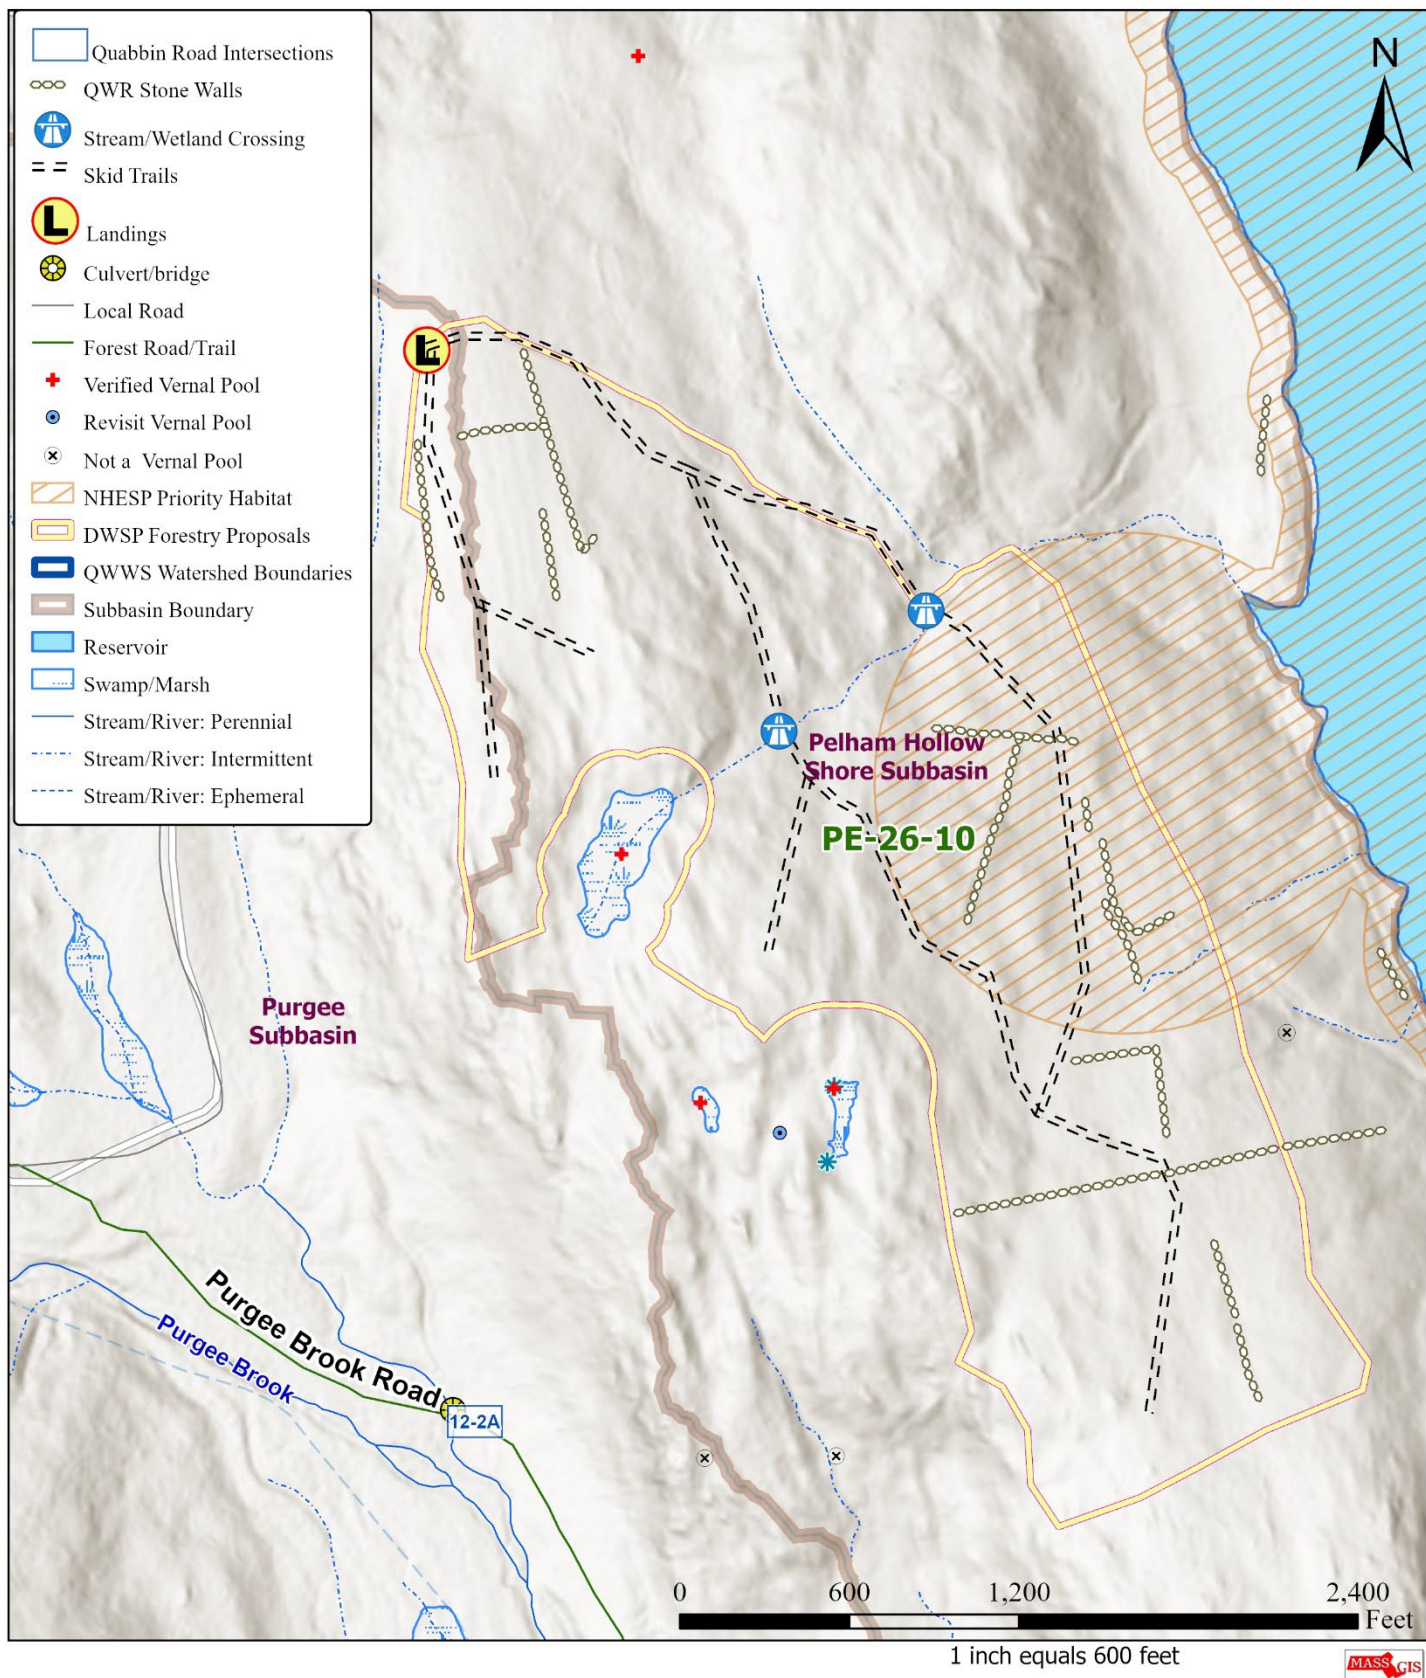 Quabbin Road Intersections
QWR Stone Walls
Stream/Wetland Crossing
Skid Trails
L
Landings
Culvert/bridge
Local Road
Forest Road/Trail
Verified Vernal Pool
Revisit Vernal Pool
Not a Vernal Pool
NHESP Priority Habitat
DWSP Forestry Proposals
QWWS Watershed Boundaries
Subbasin Boundary
Reservoir
Swamp/Marsh
Stream/River: Perennial
Stream/River: Intermittent
Stream/River: Ephemeral
N
L
Pelham Hollow
Shore Subbasin
PE-26-10
Purgee
Subbasin
Purgee Brook Road
Purgee Brook
12-2A
0 600 1,200 2,400
Feet
1 inch equals 600 feet
MASSGIS